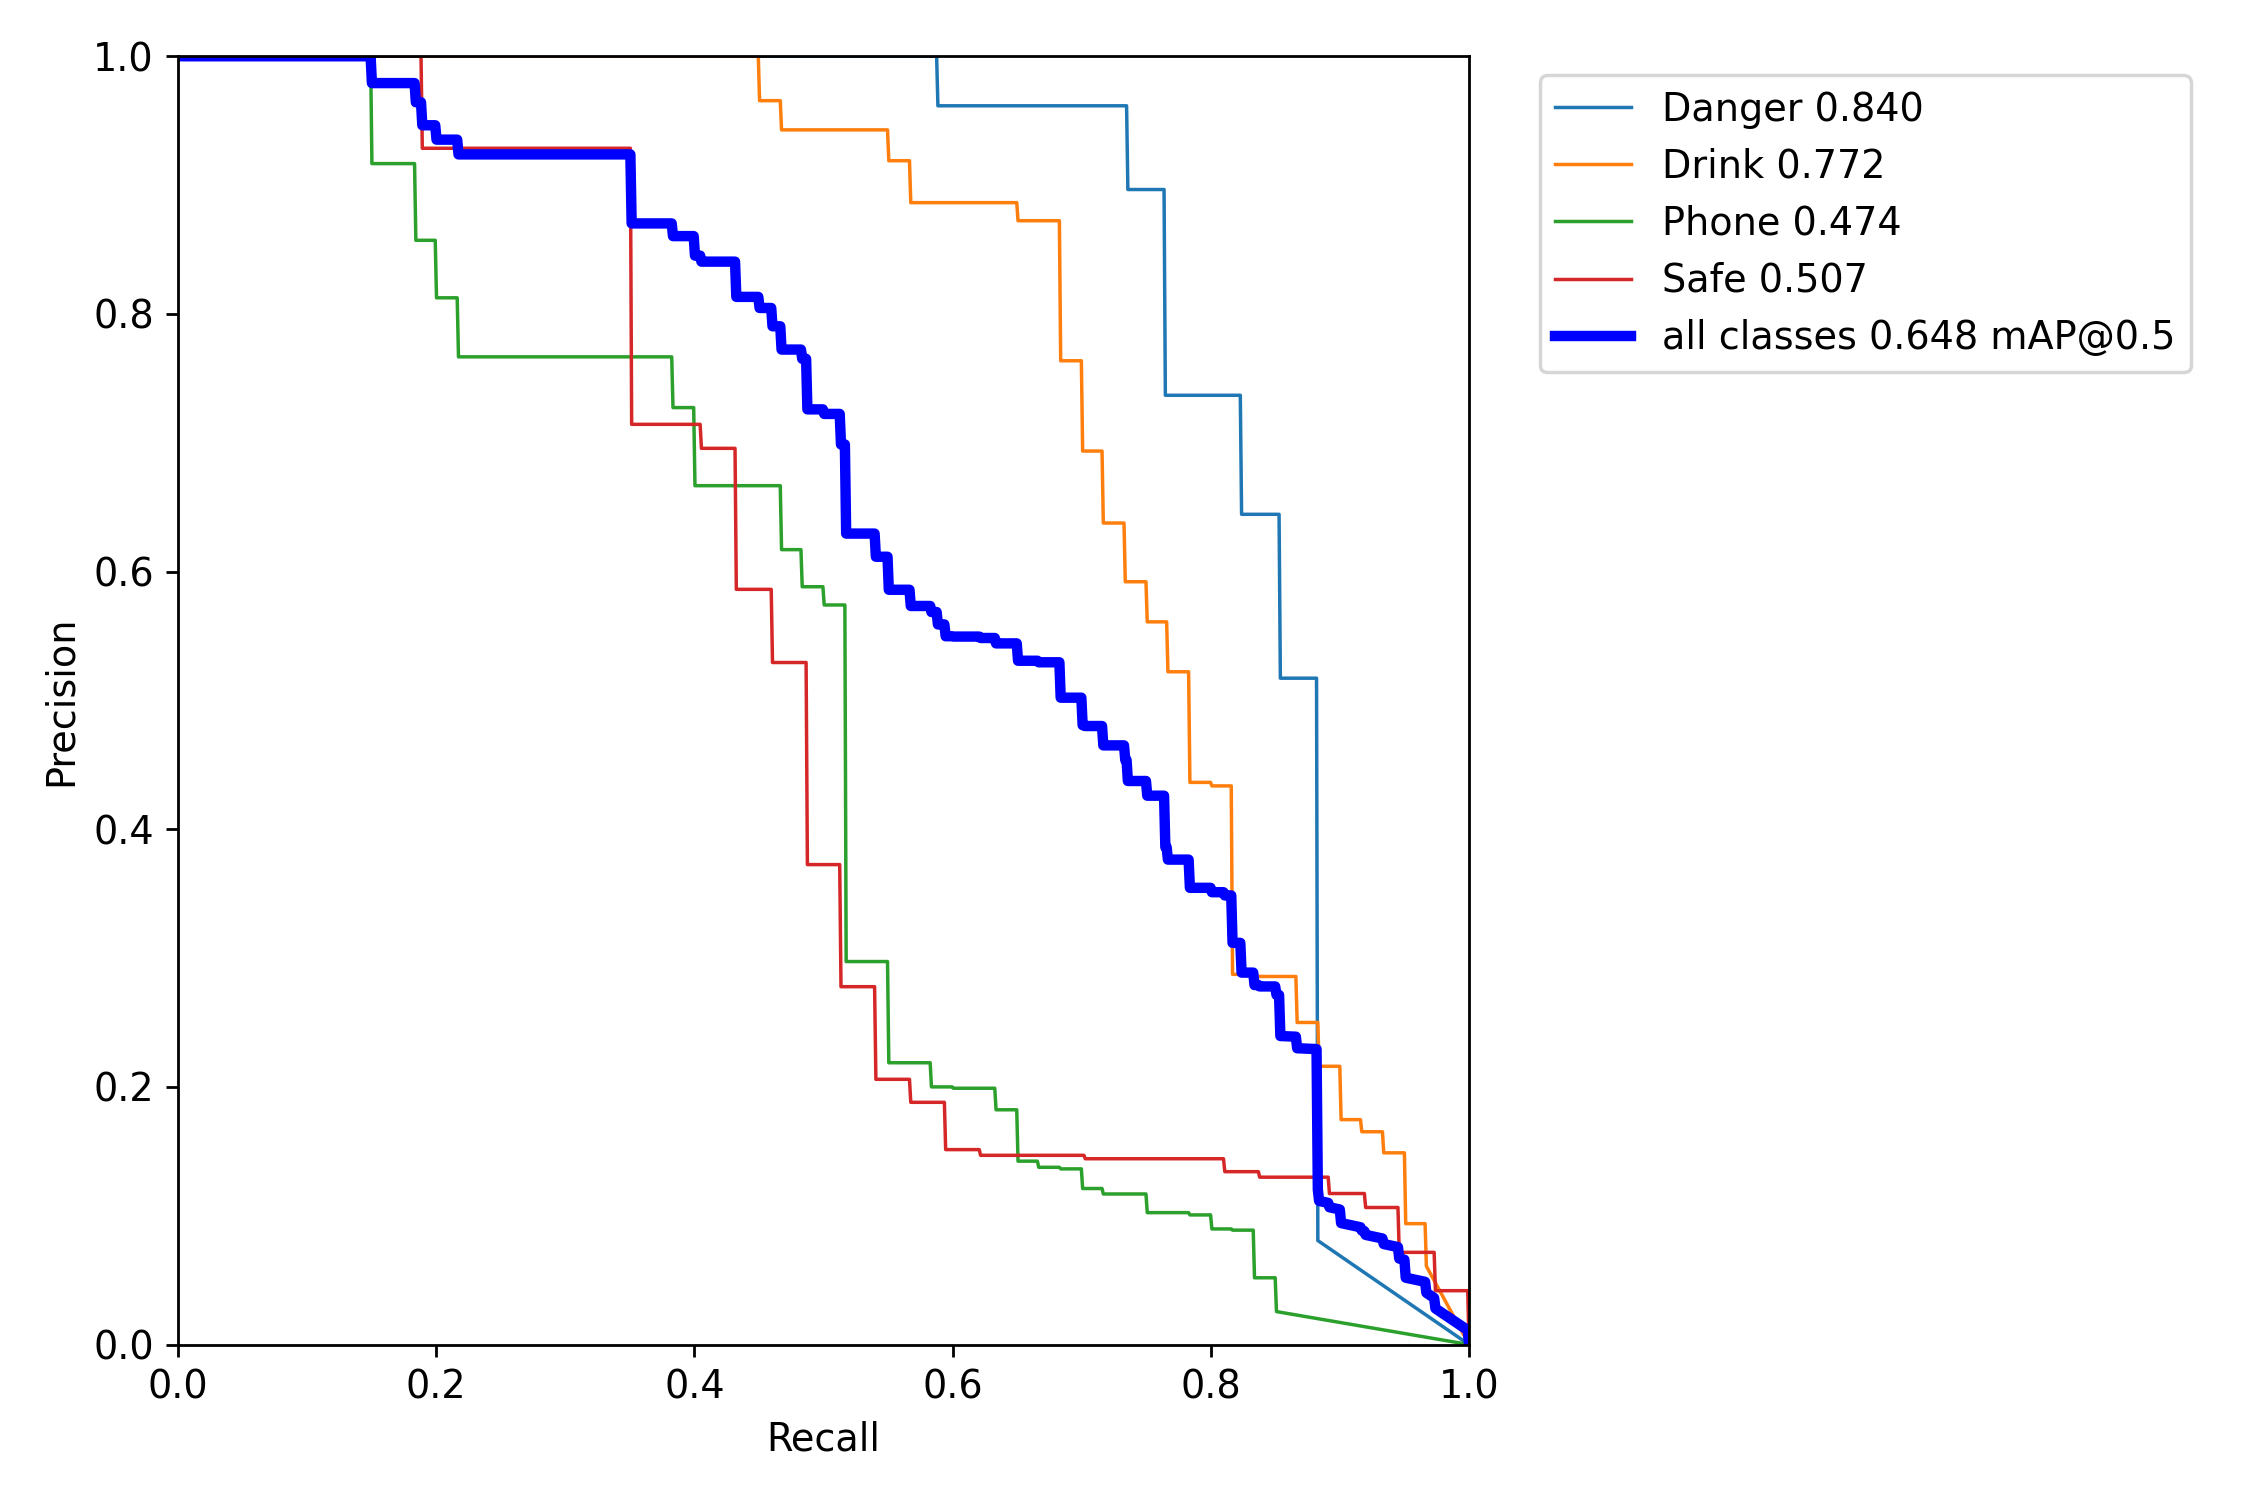 1.0
0.8
0.6
0.4
0.2
0.0
Precision
0.0 0.2 0.4 0.6 0.8 1.0
Recall
Danger 0.840
Drink 0.772
Phone 0.474
Safe 0.507
all classes 0.648 mAP@0.5